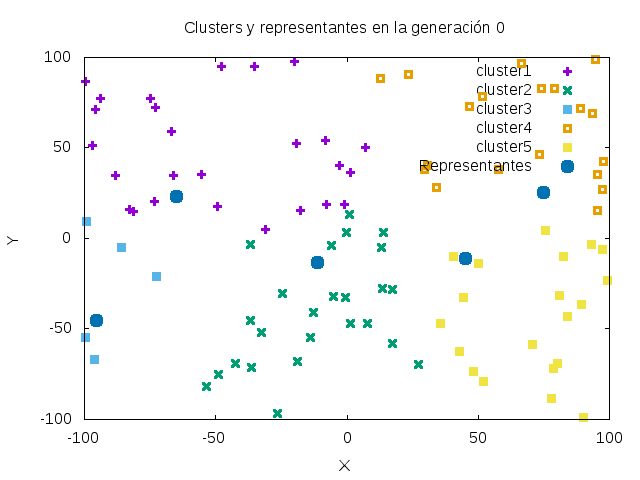 Clusters y representantes en la generación 0
100
50
0
-50
-100
Y
cluster1
cluster2
cluster3
cluster4
cluster5
Representantes
-100 -50 0 50 100
X